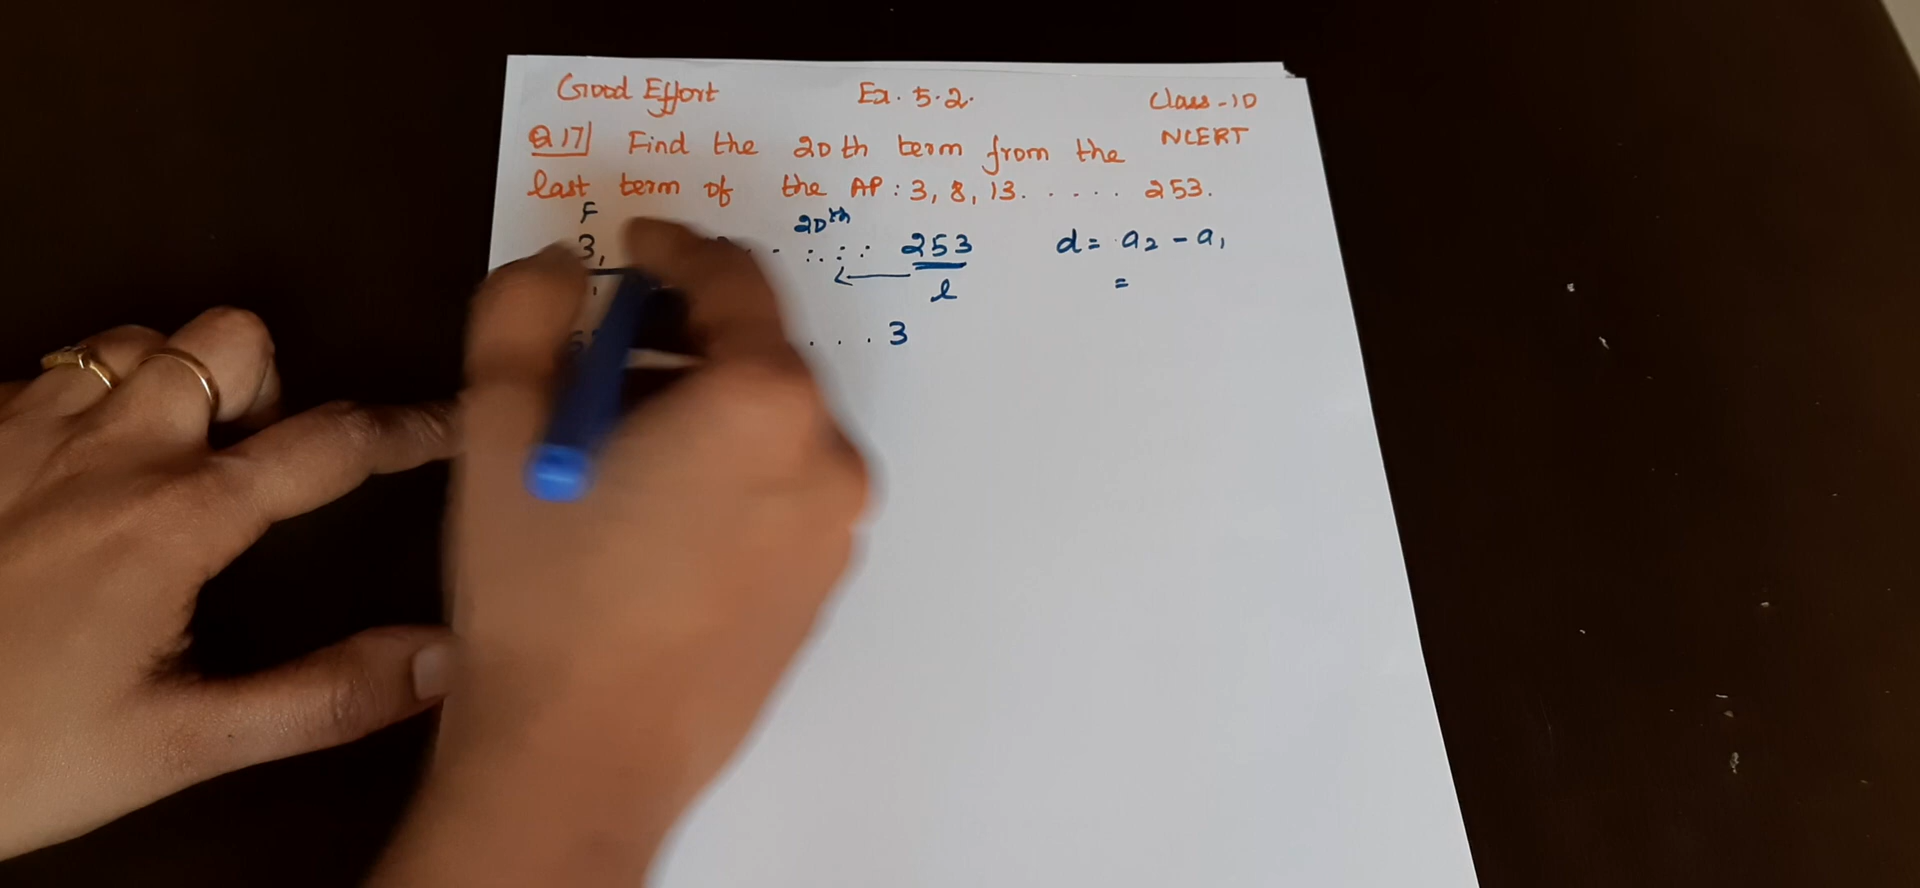 Good Effort Ex. 5.2. Class-10
Q 17 Find the 20th term from the NCERT
last term of the AP: 3, 8, 13. . . . . . 253.
F 20th
3, 253 d = a2 - a1
l =
. . . 3